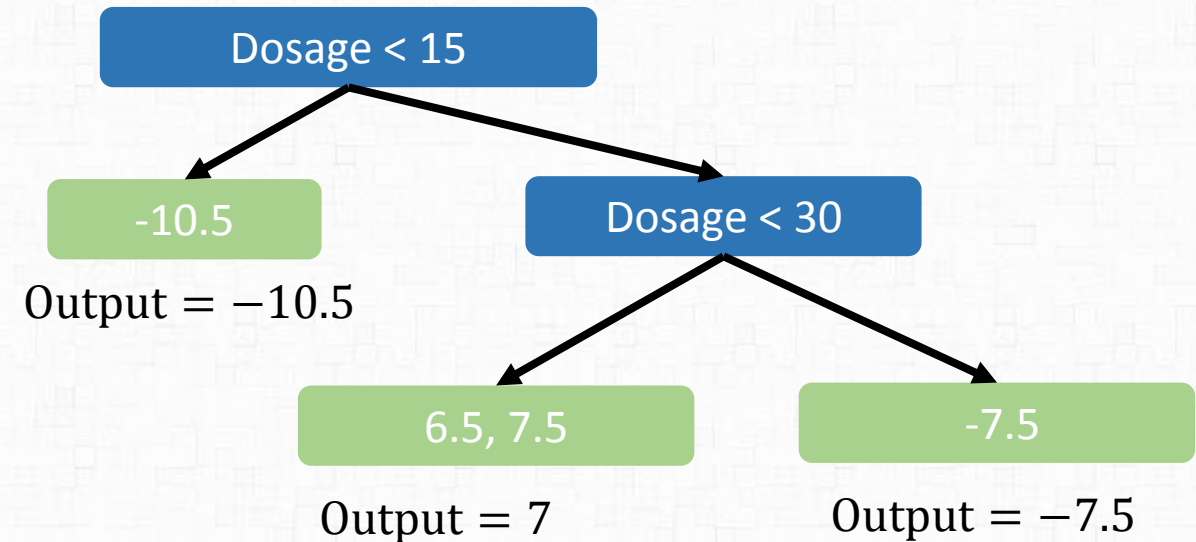 Dosage < 15
-10.5
Dosage < 30
Output = −10.5
6.5, 7.5
-7.5
Output = 7
Output = −7.5